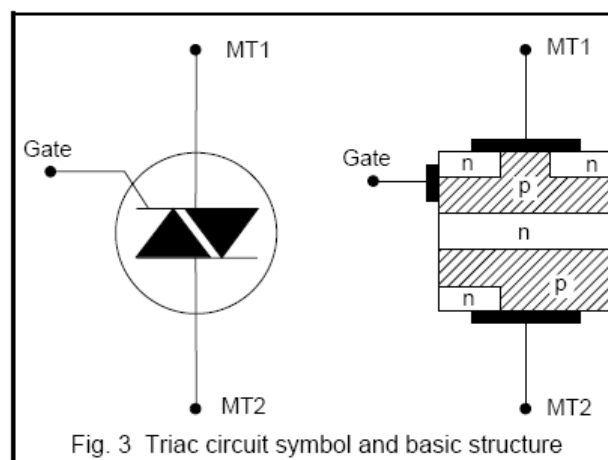 MT1
Gate
MT2
MT1
Gate
n
n
p
n
p
n
MT2
Fig. 3 Triac circuit symbol and basic structure